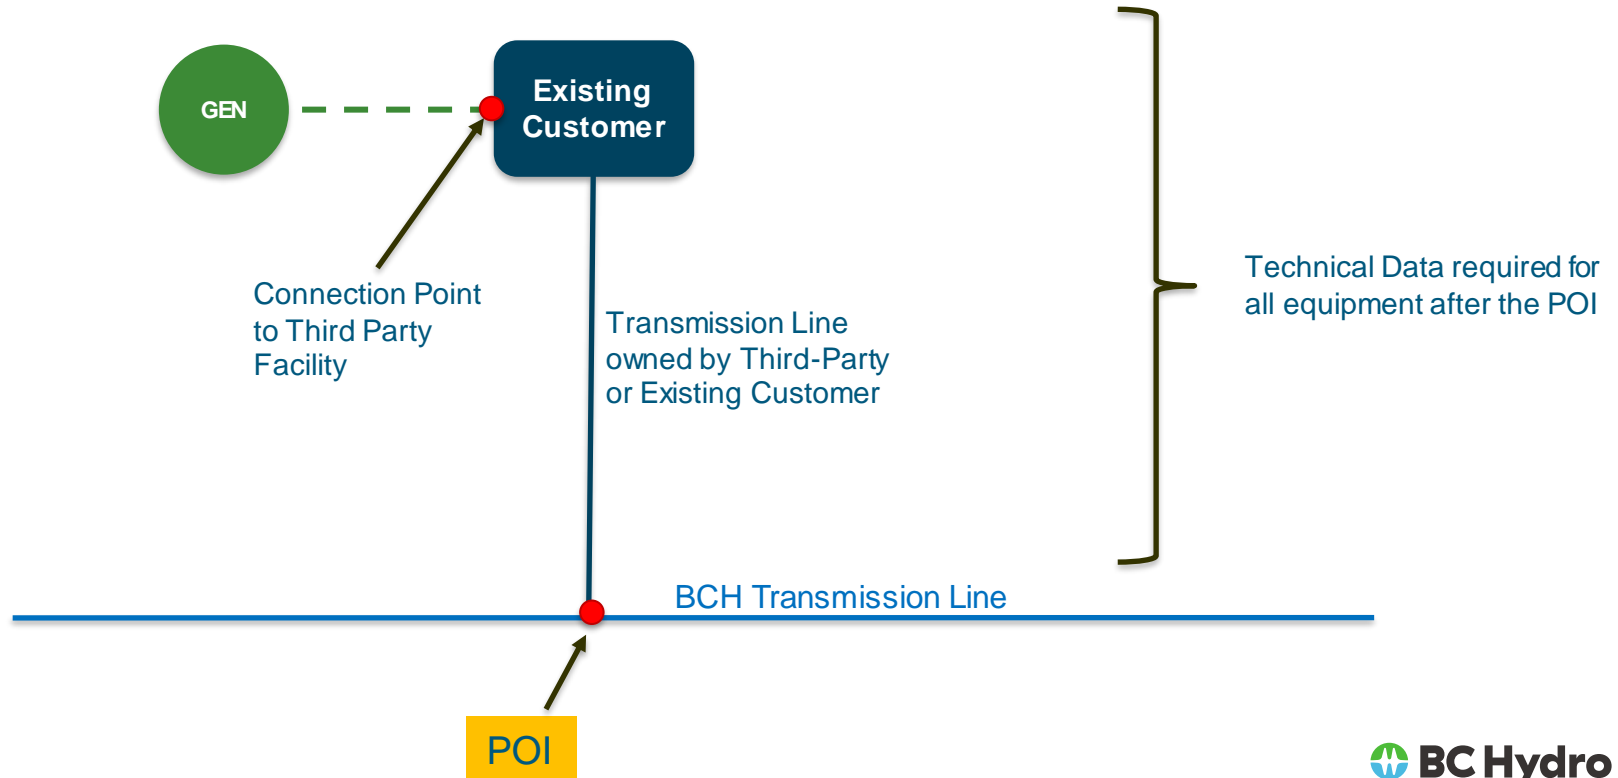 GEN
Existing
Customer
Connection Point
to Third Party
Facility
Transmission Line
owned by Third-Party
or Existing Customer
Technical Data required for
all equipment after the POI
BCH Transmission Line
POI
BC Hydro